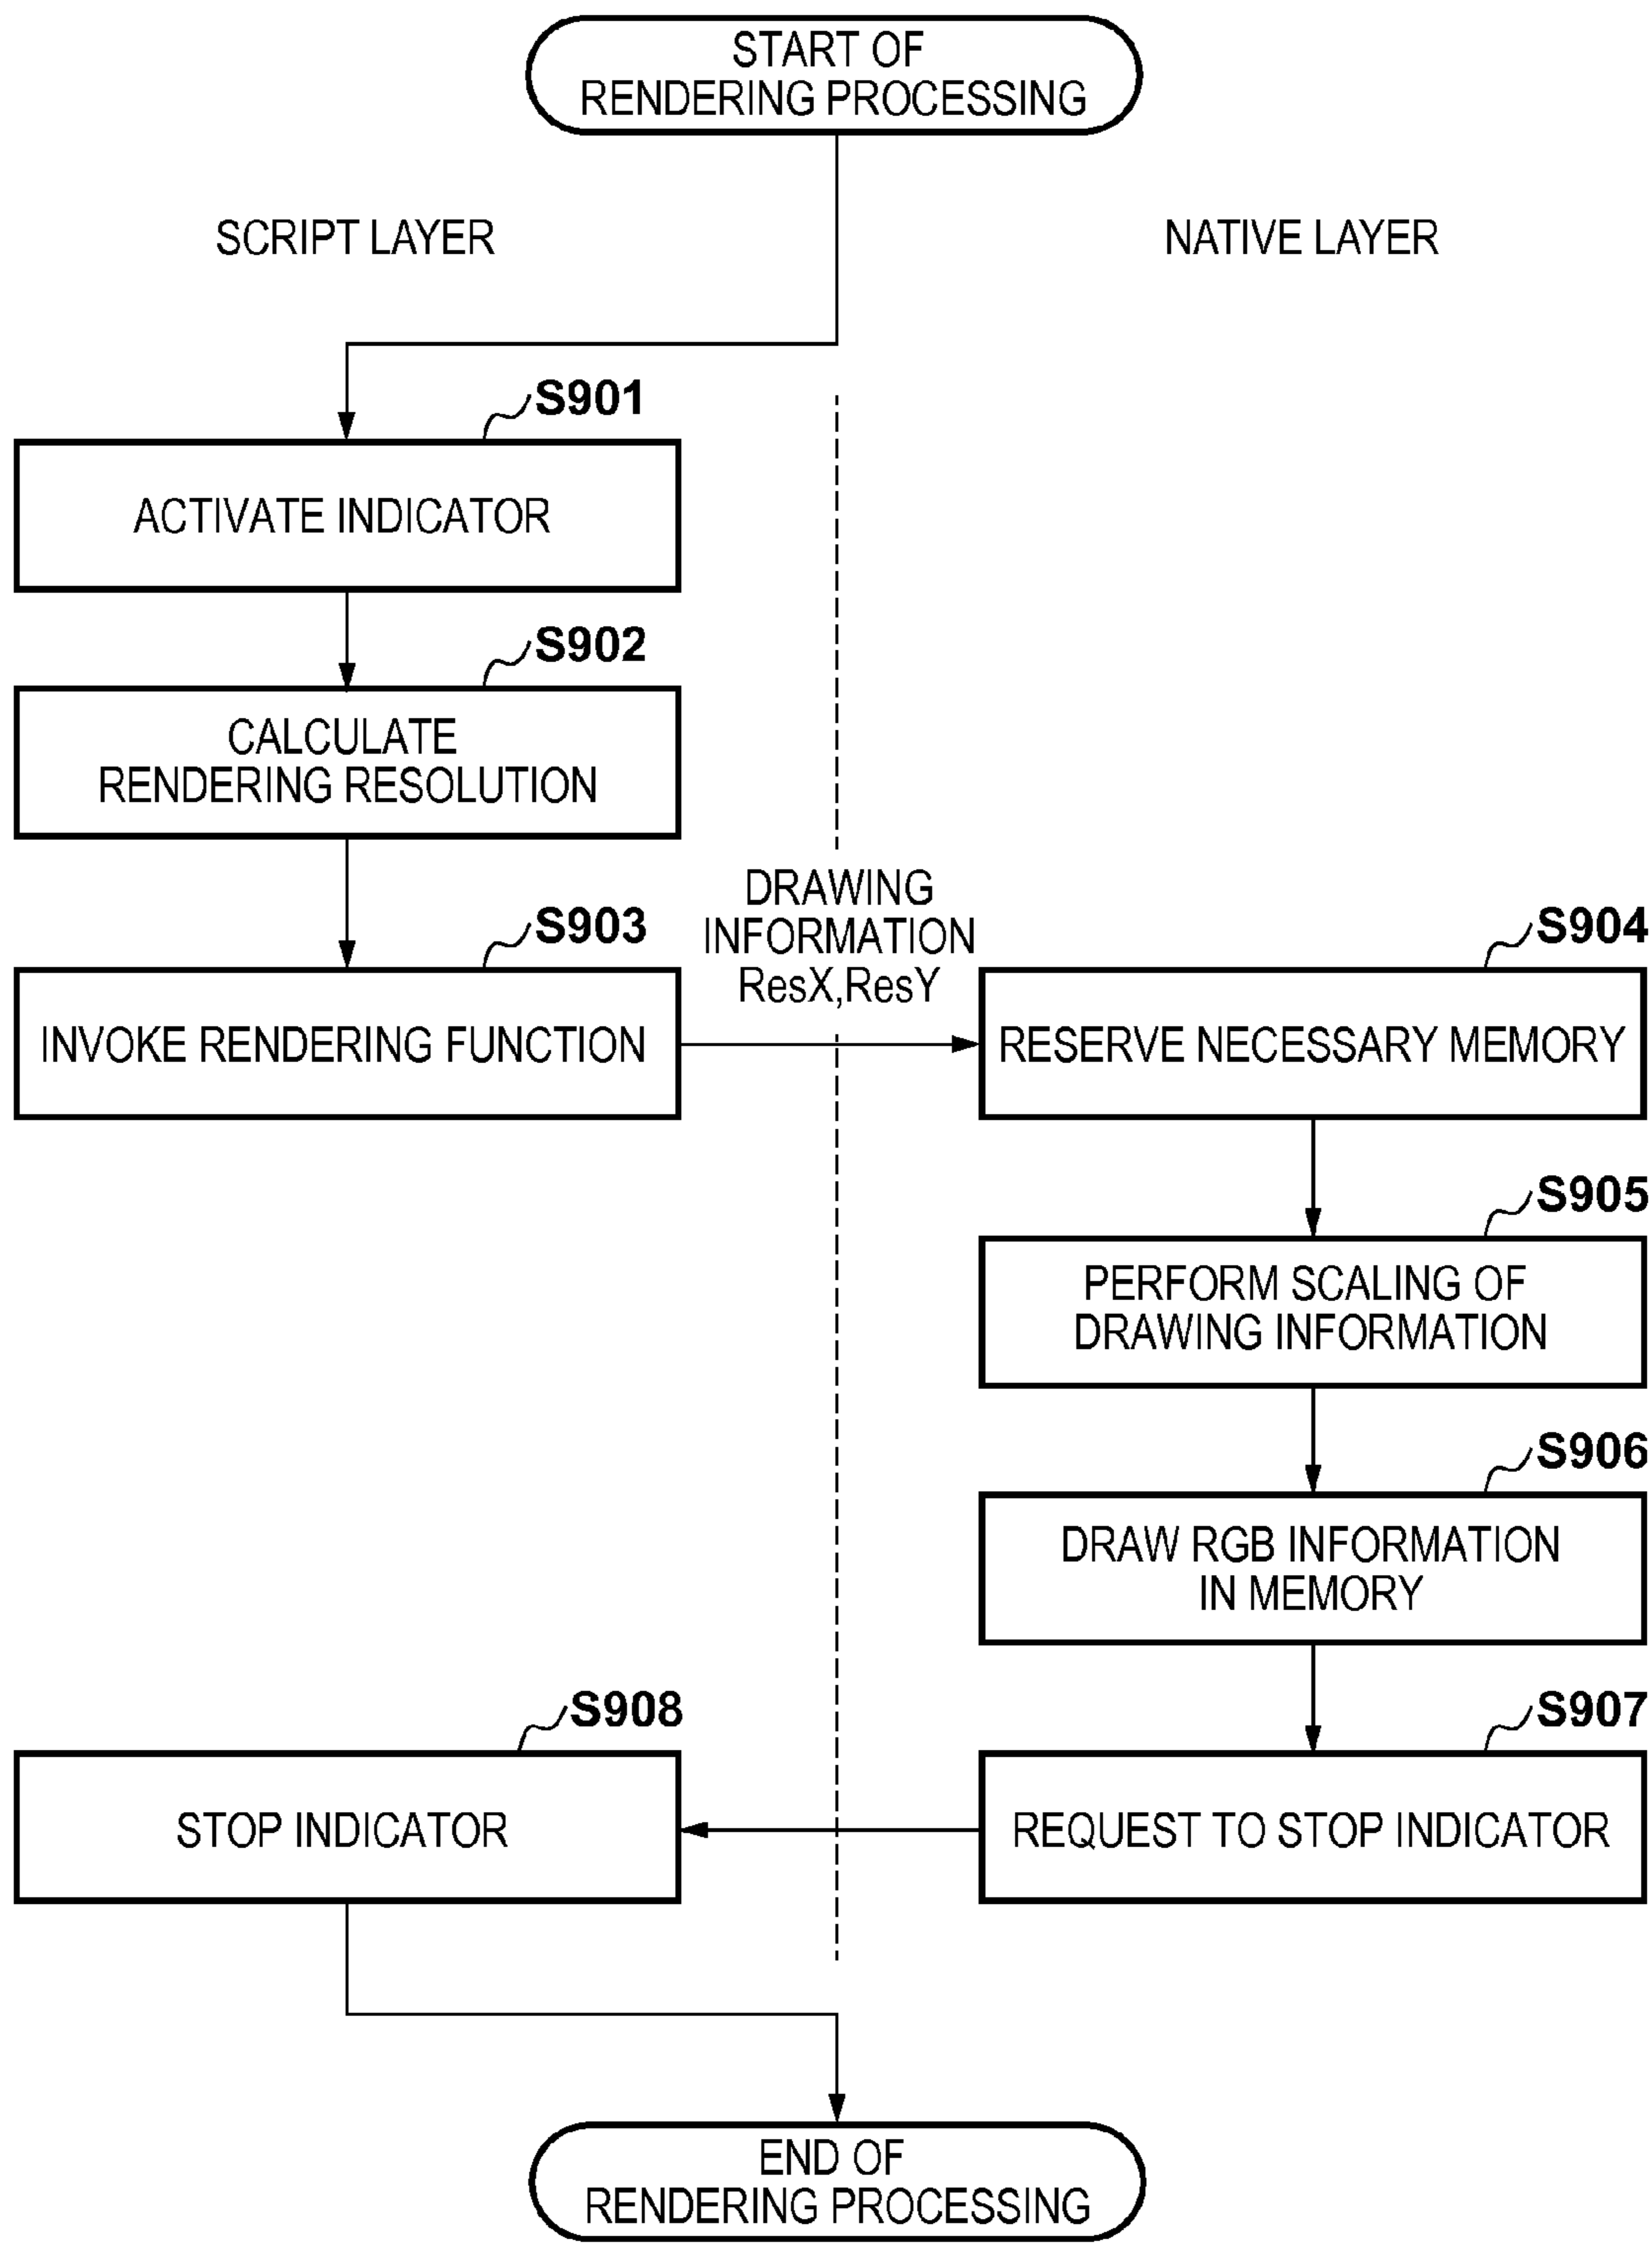 START OF
RENDERING PROCESSING
SCRIPT LAYER
NATIVE LAYER
S901
ACTIVATE INDICATOR
S902
CALCULATE
RENDERING RESOLUTION
DRAWING
INFORMATION
ResX,ResY
S903
INVOKE RENDERING FUNCTION
S904
RESERVE NECESSARY MEMORY
S905
PERFORM SCALING OF
DRAWING INFORMATION
S906
DRAW RGB INFORMATION
IN MEMORY
S907
REQUEST TO STOP INDICATOR
S908
STOP INDICATOR
END OF
RENDERING PROCESSING